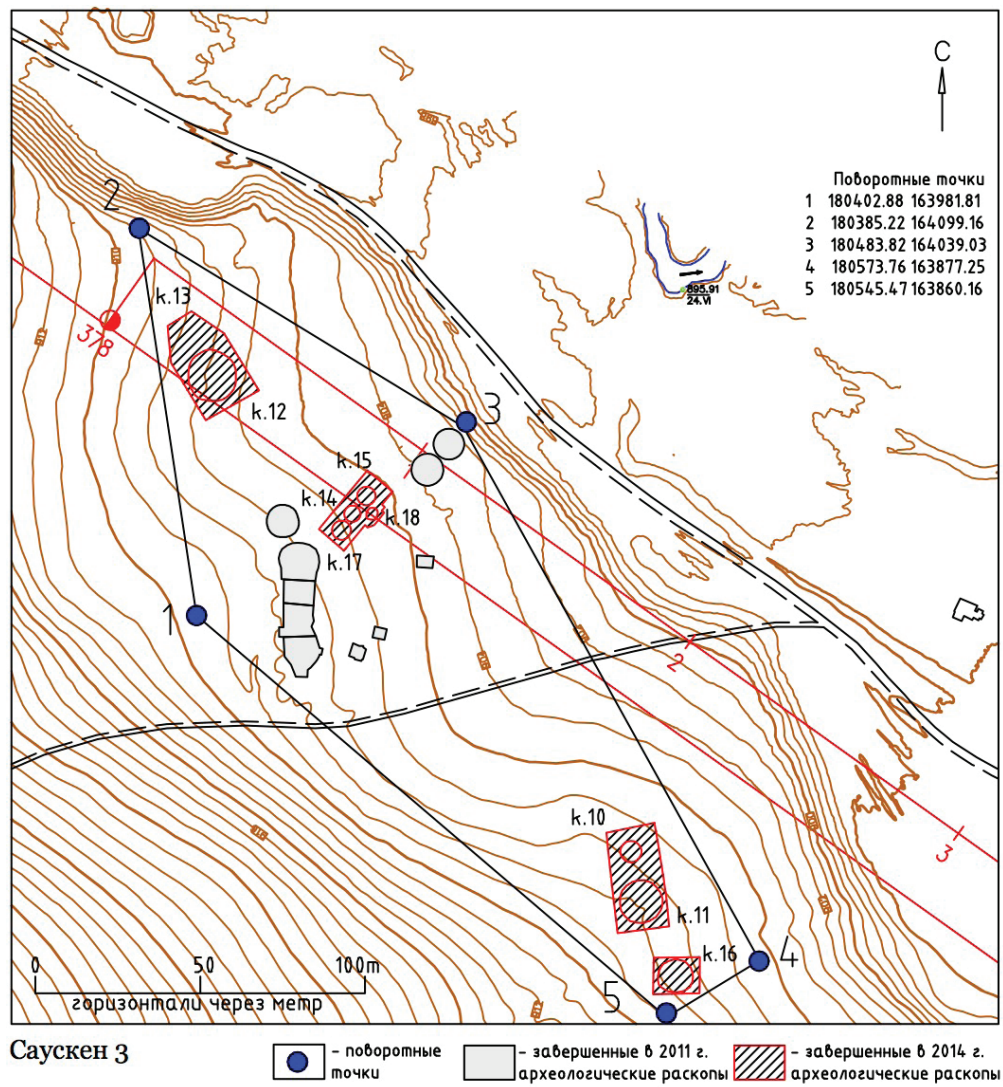 С
Поворотные точки
1 180402.88 163981.81
2 180385.22 164099.16
3 180483.82 164039.03
4 180573.76 163877.25
5 180545.47 163860.16
2
к.13
378
к.12
895.91
24.VI
3
к.15
к.14
к.18
к.17
1
2
3
к.10
к.11
к.16
4
5
0 50 100m
горизонтали через метр
Саускен 3
- поворотные
точки
- завершенные в 2011 г.
археологические раскопы
- завершенные в 2014 г.
археологические раскопы